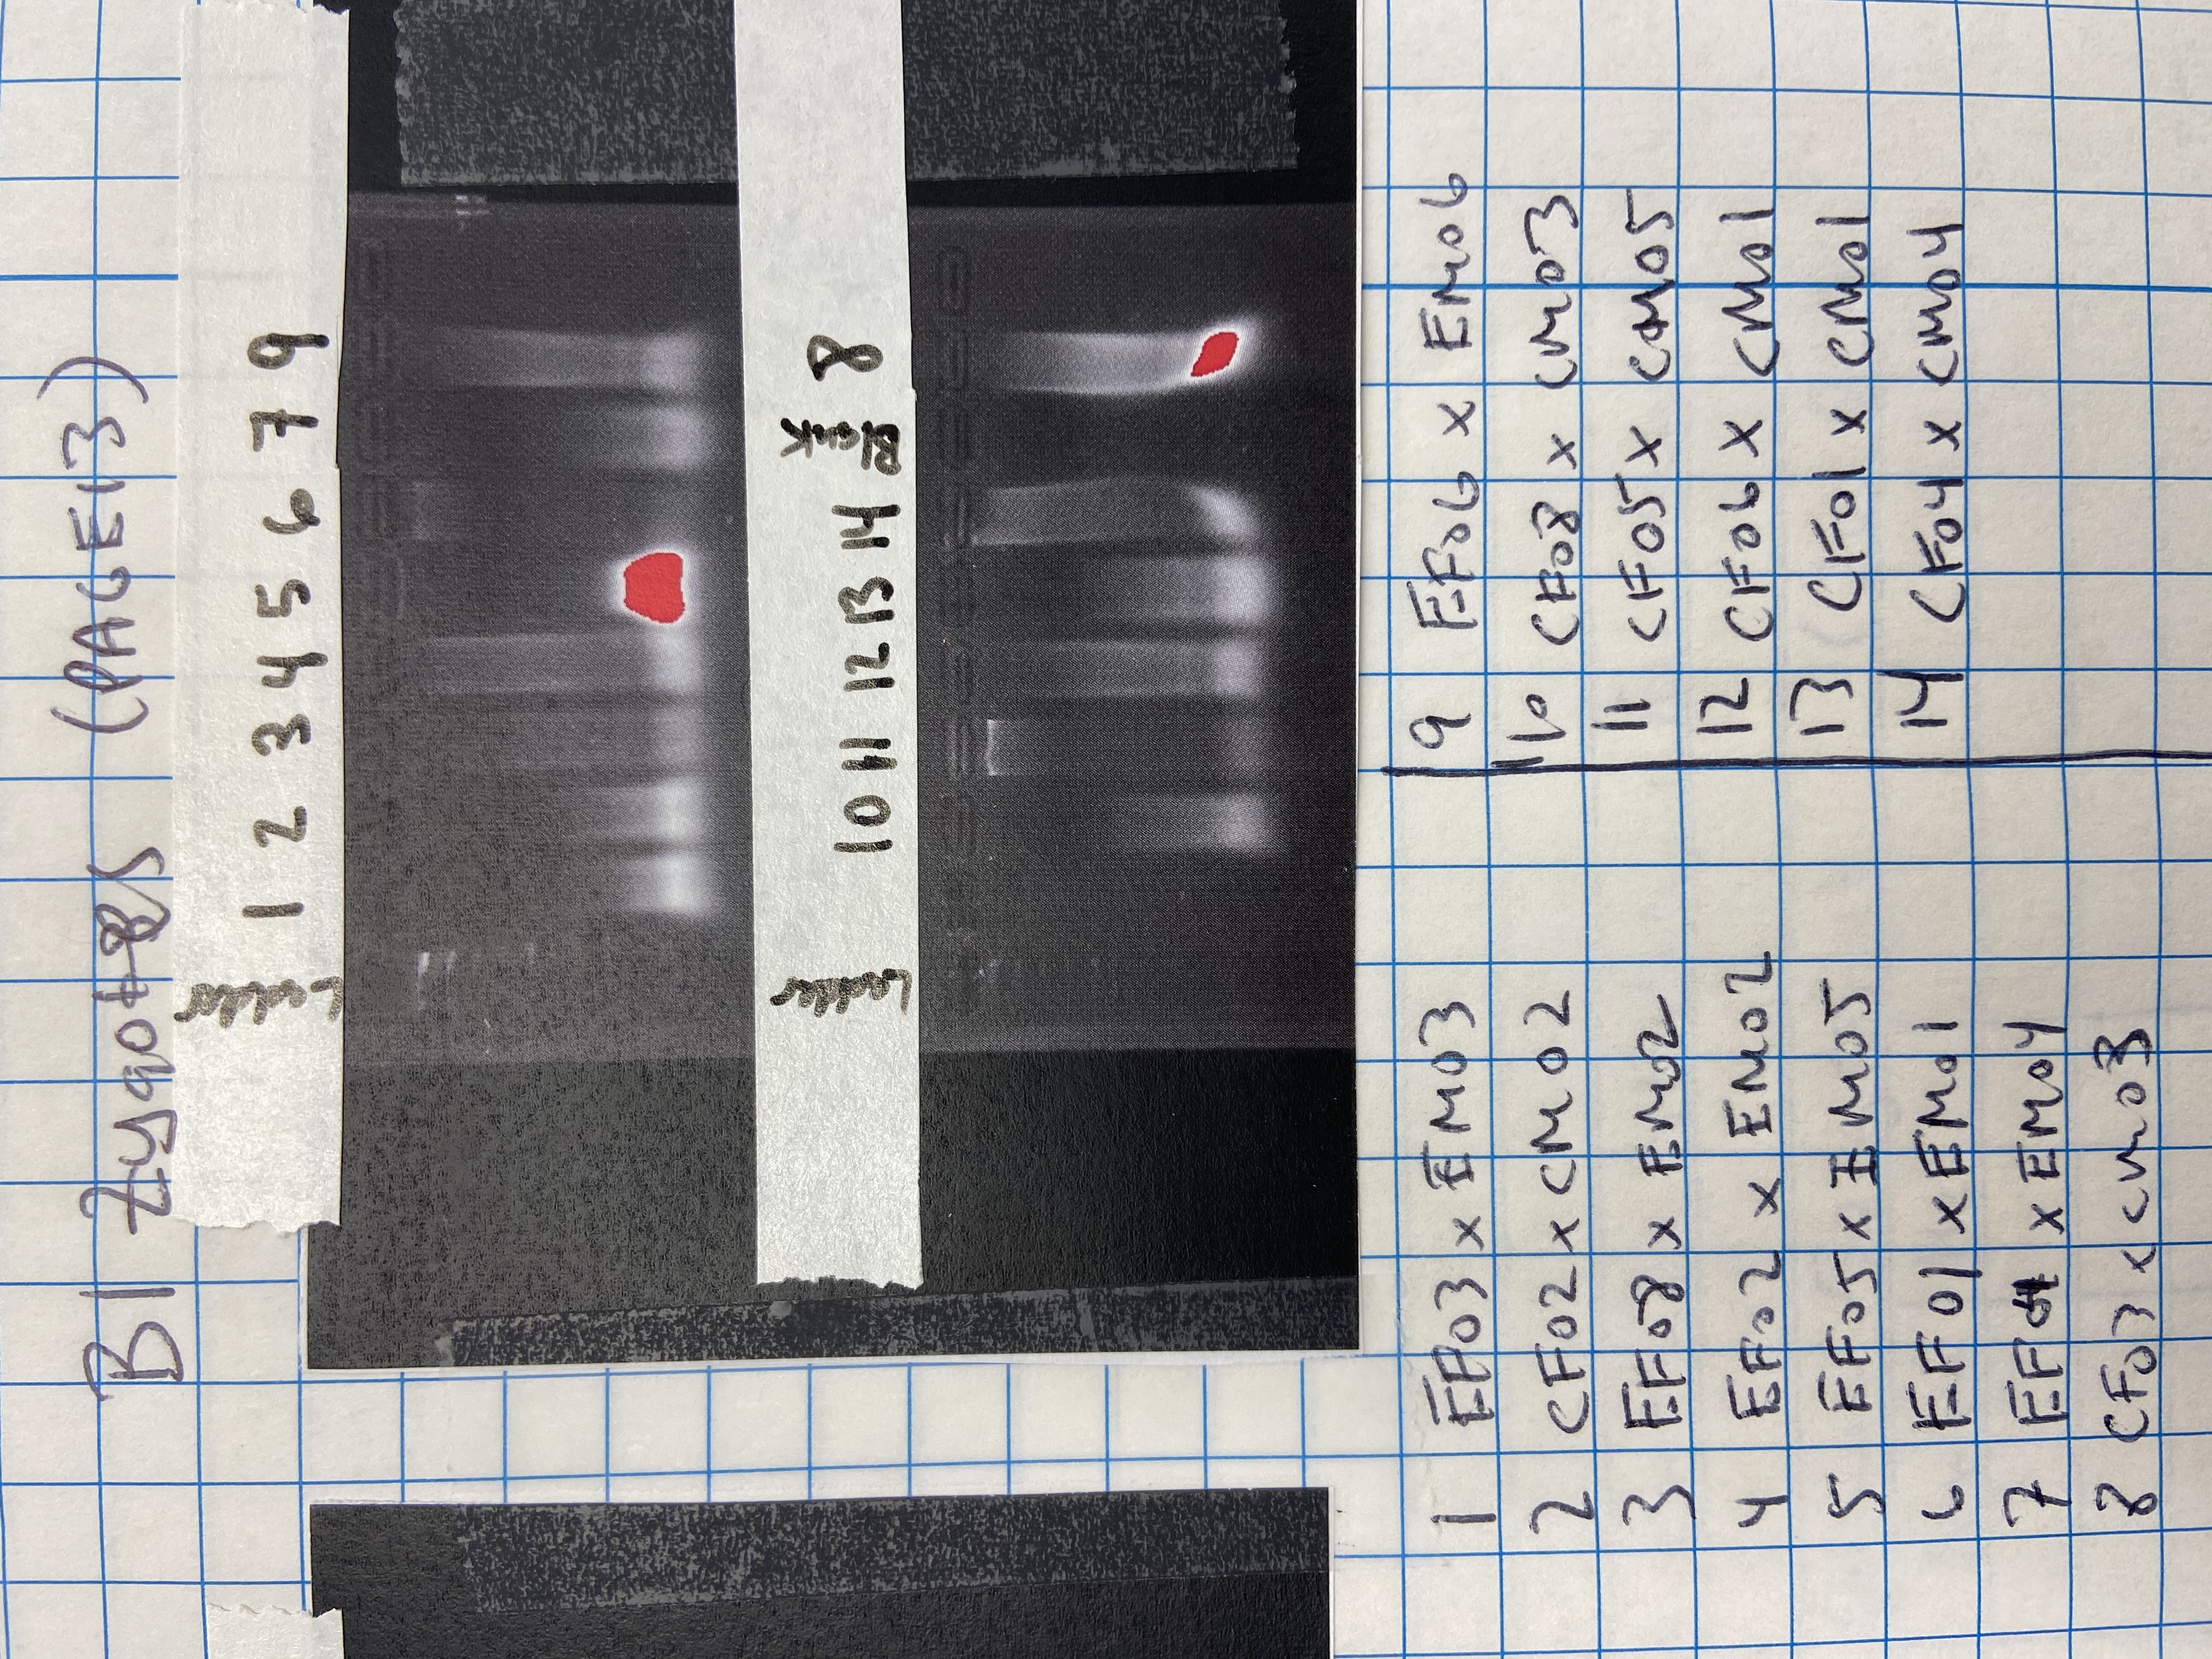 B1 Zygotes (PAGE13)
Ladder 1 2 3 4 5 6 7 9
Ladder 10 11 12 13 14 Blank 8
1 EF03 x EM03
2 CF02 x CM02
3 EF08 x EM02
4 EF02 x EM02
5 EF05 x EM05
6 EF01 x EM01
7 EF04 x EM04
8 CF03 x CM03
9 EF06 x EM06
10 CF08 x CM03
11 CF05 x CM05
12 CF06 x CM01
13 CF01 x CM01
14 CF04 x CM04